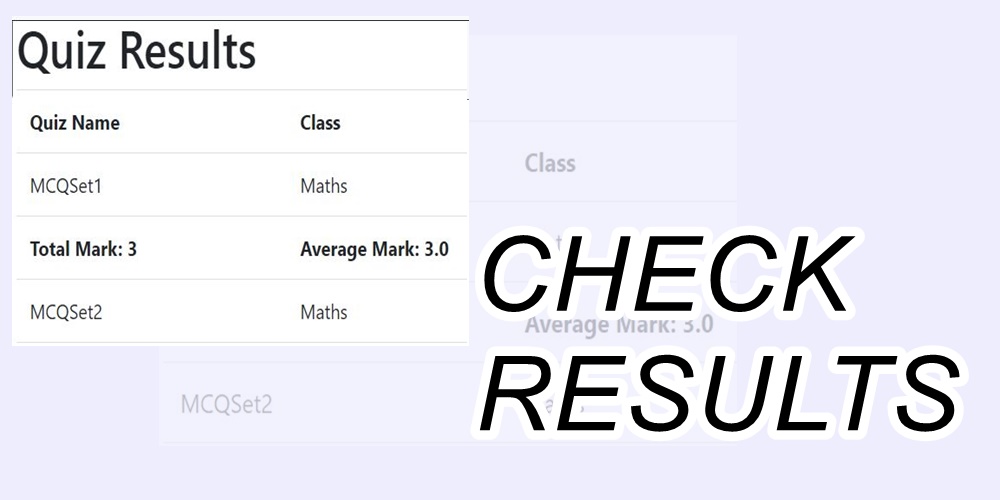 Quiz Results
Quiz Name Class
MCQSet1 Maths
Total Mark: 3 Average Mark: 3.0
MCQSet2 Maths
Class
Average Mark: 3.0
MCQSet2
CHECK
RESULTS